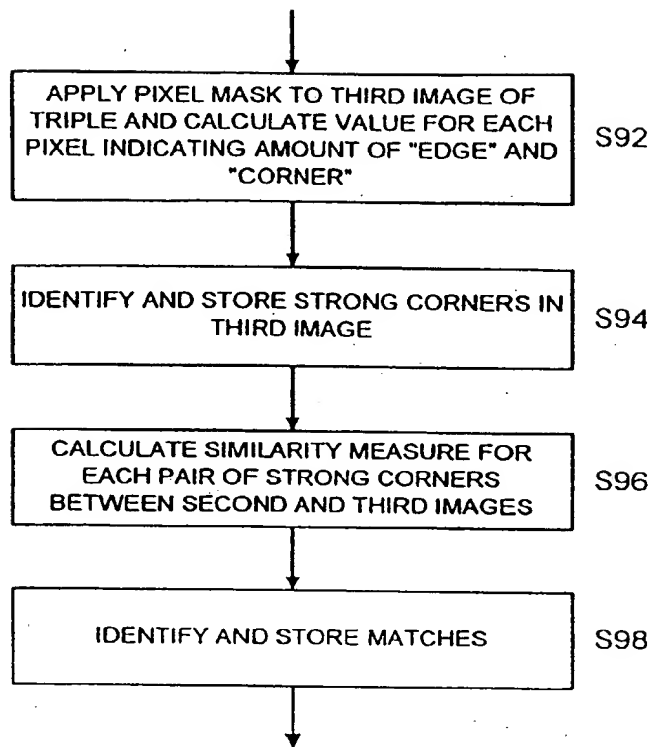 APPLY PIXEL MASK TO THIRD IMAGE OF
TRIPLE AND CALCULATE VALUE FOR EACH
PIXEL INDICATING AMOUNT OF "EDGE" AND
"CORNER"
S92
IDENTIFY AND STORE STRONG CORNERS IN
THIRD IMAGE
S94
CALCULATE SIMILARITY MEASURE FOR
EACH PAIR OF STRONG CORNERS
BETWEEN SECOND AND THIRD IMAGES
S96
IDENTIFY AND STORE MATCHES
S98